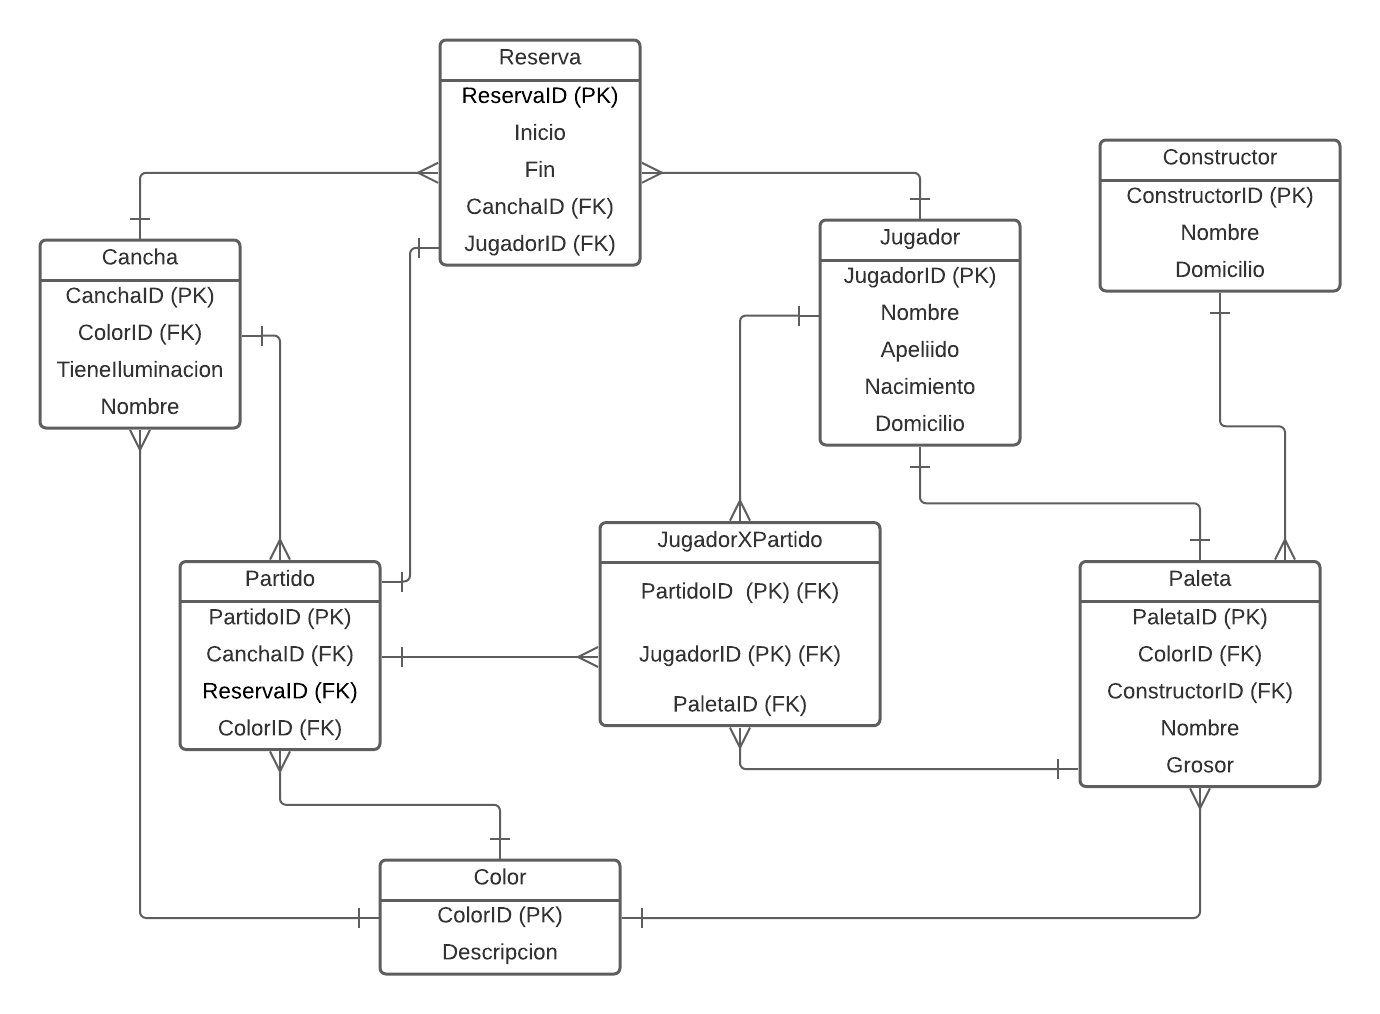 Reserva
ReservaID (PK)
Inicio
Fin
CanchaID (FK)
JugadorID (FK)
Constructor
ConstructorID (PK)
Nombre
Domicilio
Cancha
CanchaID (PK)
ColorID (FK)
TieneIluminacion
Nombre
Jugador
JugadorID (PK)
Nombre
Apeliido
Nacimiento
Domicilio
Partido
PartidoID (PK)
CanchaID (FK)
ReservaID (FK)
ColorID (FK)
JugadorXPartido
PartidoID (PK) (FK)
JugadorID (PK) (FK)
PaletaID (FK)
Paleta
PaletaID (PK)
ColorID (FK)
ConstructorID (FK)
Nombre
Grosor
Color
ColorID (PK)
Descripcion